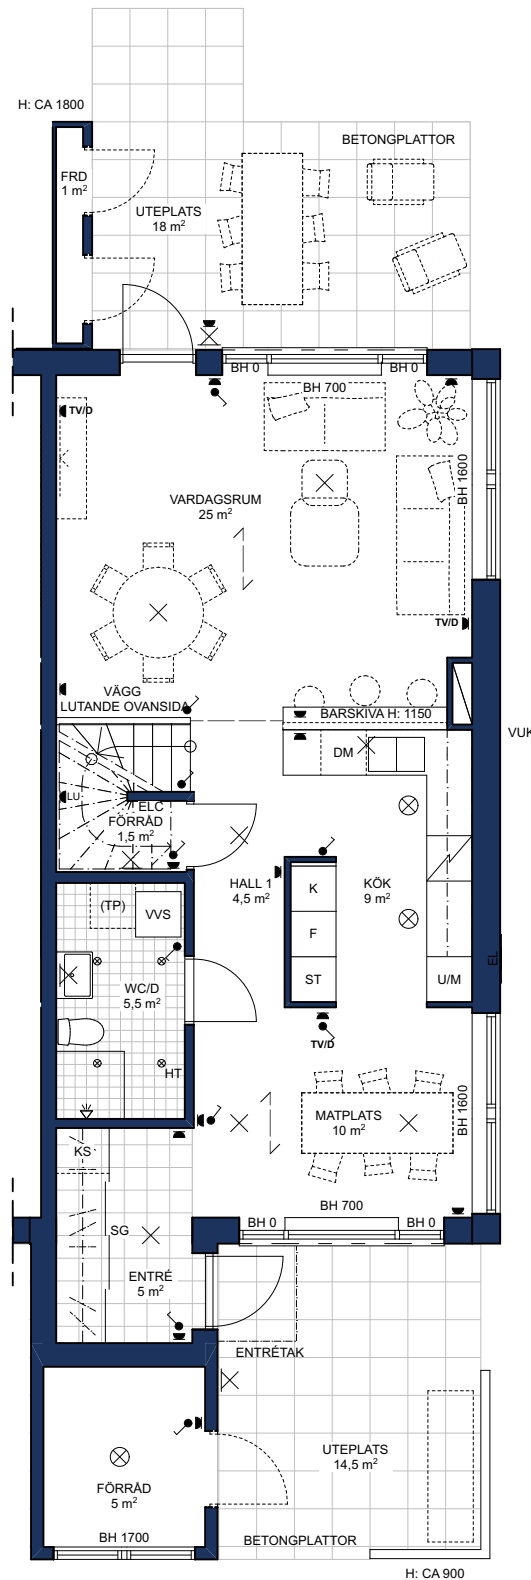 H: CA 1800
BETONGPLATTOR
FRD
1 m²
UTEPLATS
18 m²
BH 0
BH 700
BH 0
TV/D
BH 1600
VARDAGSRUM
25 m²
TV/D
VÄGG
LUTANDE OVANSIDA
BARSKIVA H: 1150
VUK
DM
LU
ELC
FÖRRÅD
1,5 m²
HALL 1
4,5 m²
K
KÖK
9 m²
F
(TP)
VVS
ST
U/M
EL
WC/D
5,5 m²
TV/D
HT
MATPLATS
10 m²
BH 1600
KS
BH 700
SG
BH 0
BH 0
ENTRÉ
5 m²
ENTRÉTAK
UTEPLATS
14,5 m²
FÖRRÅD
5 m²
BH 1700
BETONGPLATTOR
H: CA 900